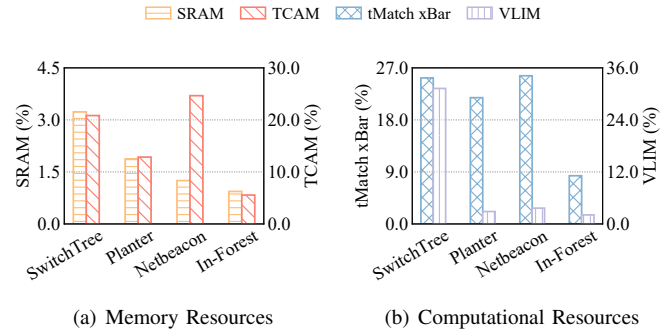 SRAM TCAM tMatch xBar VLIM
SRAM (%)
4.5
3.0
1.5
0.0
TCAM (%)
30.0
20.0
10.0
0.0
SwitchTree Planter Netbeacon In-Forest
(a) Memory Resources
tMatch xBar (%)
27.0
18.0
9.0
0.0
VLIM (%)
36.0
24.0
12.0
0.0
SwitchTree Planter Netbeacon In-Forest
(b) Computational Resources